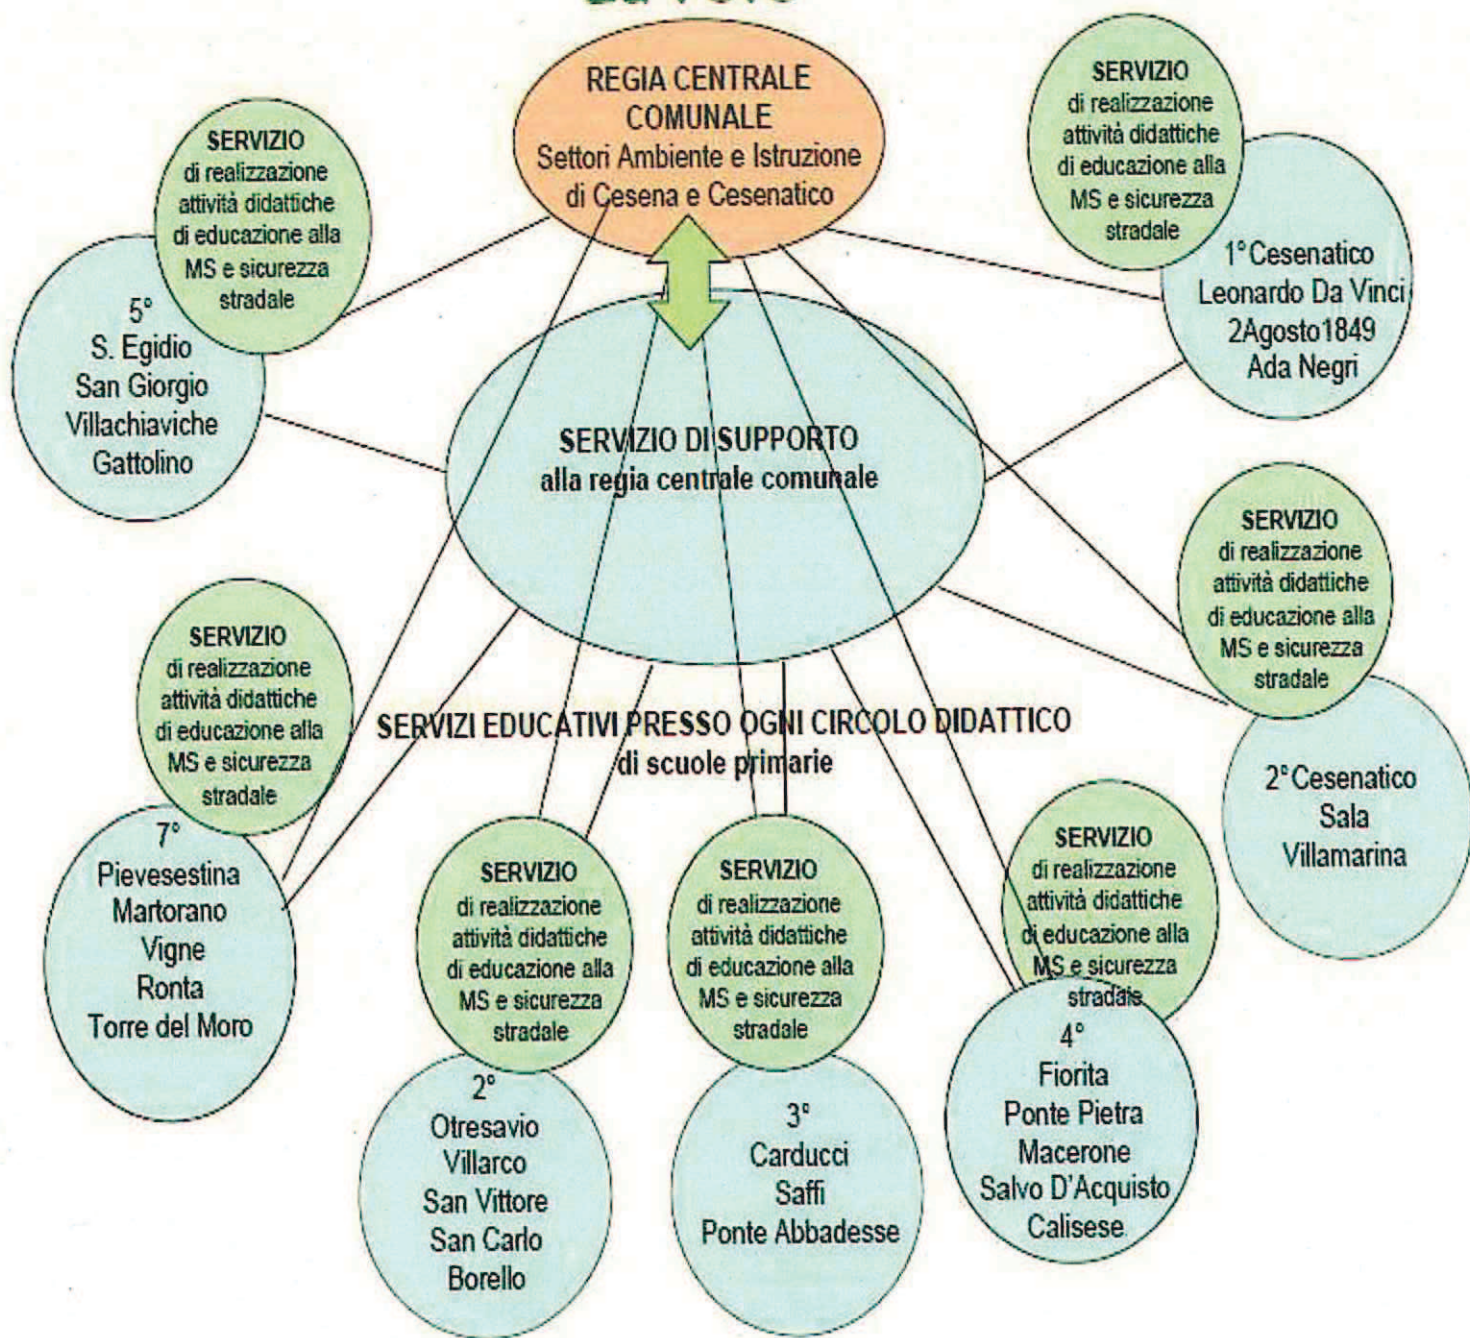 REGIA CENTRALE
COMUNALE
Settori Ambiente e Istruzione
di Cesena e Cesenatico
SERVIZIO
di realizzazione
attività didattiche
di educazione alla
MS e sicurezza
stradale
5°
S. Egidio
San Giorgio
Villachiaviche
Gattolino
SERVIZIO
di realizzazione
attività didattiche
di educazione alla
MS e sicurezza
stradale
1° Cesenatico
Leonardo Da Vinci
2Agosto1849
Ada Negri
SERVIZIO DI SUPPORTO
alla regia centrale comunale
SERVIZIO
di realizzazione
attività didattiche
di educazione alla
MS e sicurezza
stradale
2° Cesenatico
Sala
Villamarina
SERVIZI EDUCATIVI PRESSO OGNI CIRCOLO DIDATTICO
di scuole primarie
SERVIZIO
di realizzazione
attività didattiche
di educazione alla
MS e sicurezza
stradale
7°
Pievesestina
Martorano
Vigne
Ronta
Torre del Moro
SERVIZIO
di realizzazione
attività didattiche
di educazione alla
MS e sicurezza
stradale
2°
Otresavio
Villarco
San Vittore
San Carlo
Borello
SERVIZIO
di realizzazione
attività didattiche
di educazione alla
MS e sicurezza
stradale
3°
Carducci
Saffi
Ponte Abbadesse
SERVIZIO
di realizzazione
attività didattiche
di educazione alla
MS e sicurezza
stradale
4°
Fiorita
Ponte Pietra
Macerone
Salvo D'Acquisto
Calisese